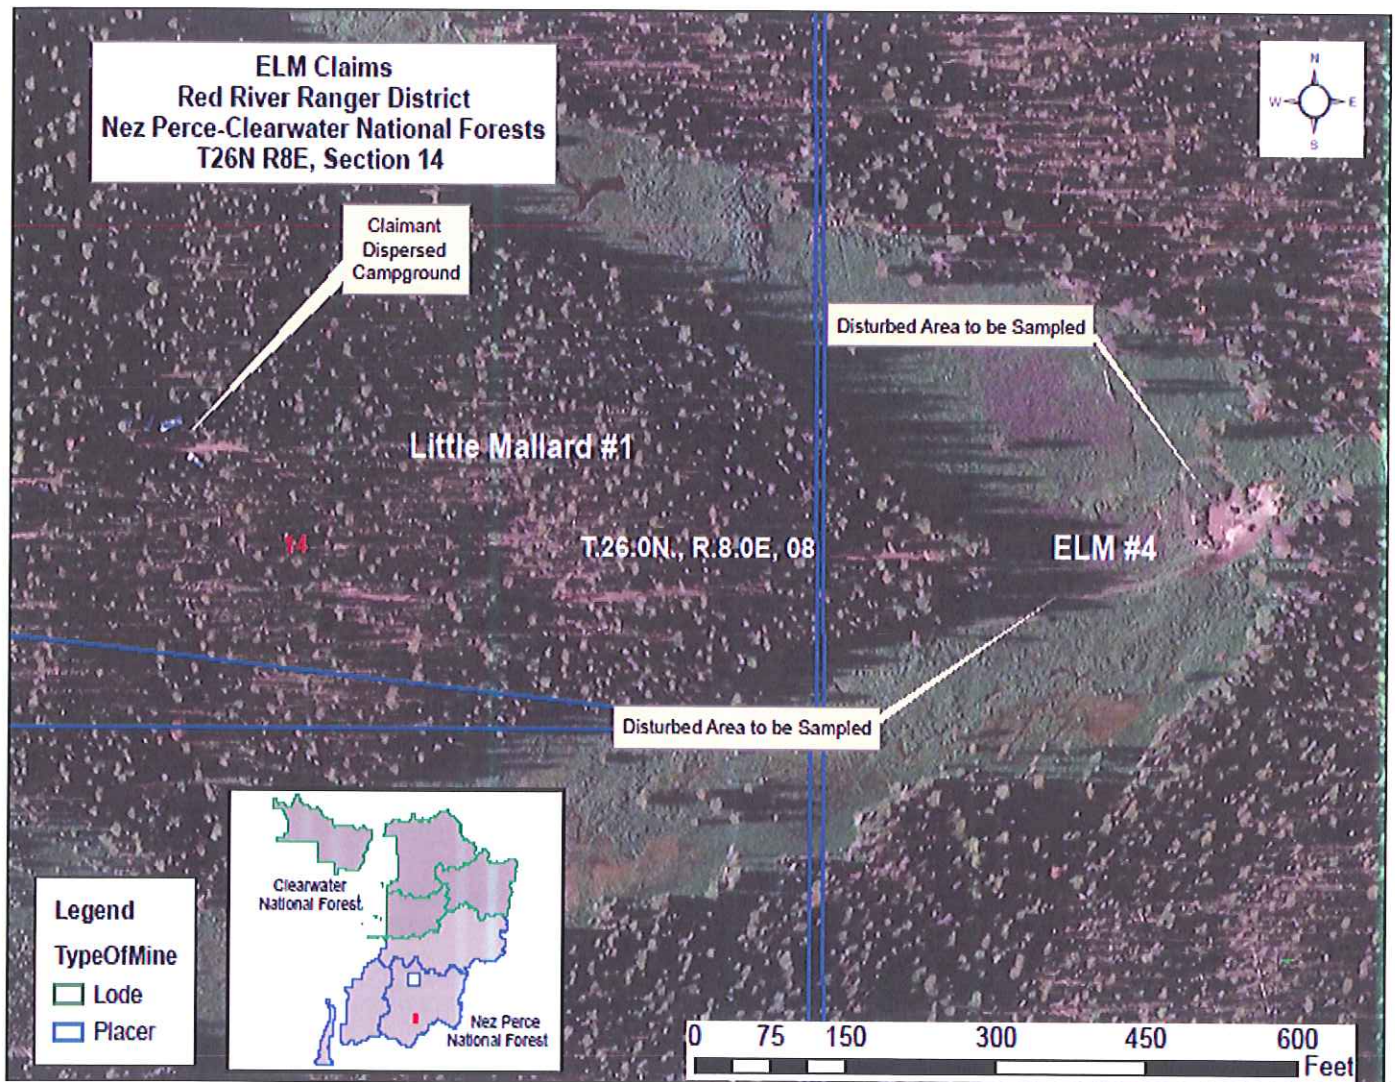 ELM Claims
Red River Ranger District
Nez Perce-Clearwater National Forests
T26N R8E, Section 14
N
W E
S
Claimant
Dispersed
Campground
Disturbed Area to be Sampled
Little Mallard #1
14
T.26.0N., R.8.0E, 08
ELM #4
Disturbed Area to be Sampled
Clearwater
National Forest
Nez Perce
National Forest
Legend
TypeOfMine
Lode
Placer
0 75 150 300 450 600
Feet